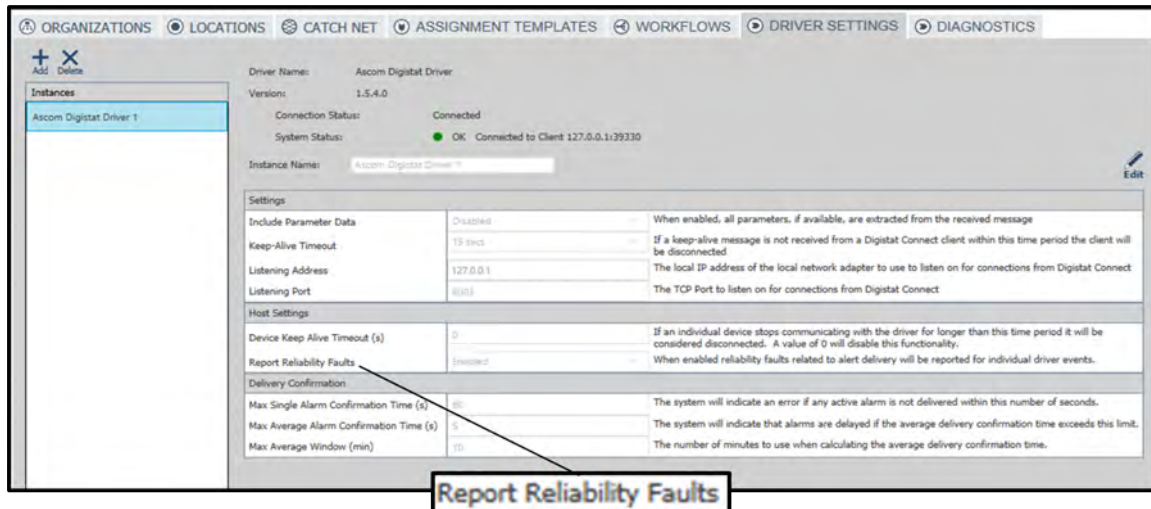 ORGANIZATIONS LOCATIONS CATCH NET ASSIGNMENT TEMPLATES WORKFLOWS DRIVER SETTINGS DIAGNOSTICS
Add Delete
Instances
Ascom Digistat Driver 1
Driver Name: Ascom Digistat Driver
Version: 1.5.4.0
Connection Status: Connected
System Status: OK Connected to Client 127.0.0.1:39330
Instance Name: Ascom Digistat Driver 1
Edit
Settings
Include Parameter Data Disabled When enabled, all parameters, if available, are extracted from the received message
Keep-Alive Timeout 15 secs If a keep-alive message is not received from a Digistat Connect client within this time period the client will
be disconnected
Listening Address 127.0.0.1 The local IP address of the local network adapter to use to listen on for connections from Digistat Connect
Listening Port The TCP Port to listen on for connections from Digistat Connect
Host Settings
Device Keep Alive Timeout (s) 0 If an individual device stops communicating with the driver for longer than this time period it will be
considered disconnected. A value of 0 will disable this functionality.
Report Reliability Faults Enabled When enabled reliability faults related to alert delivery will be reported for individual driver events.
Delivery Confirmation
Max Single Alarm Confirmation Time (s) The system will indicate an error if any active alarm is not delivered within this number of seconds.
Max Average Alarm Confirmation Time (s) 5 The system will indicate that alarms are delayed if the average delivery confirmation time exceeds this limit.
Max Average Window (min) 10 The number of minutes to use when calculating the average delivery confirmation time.
Report Reliability Faults